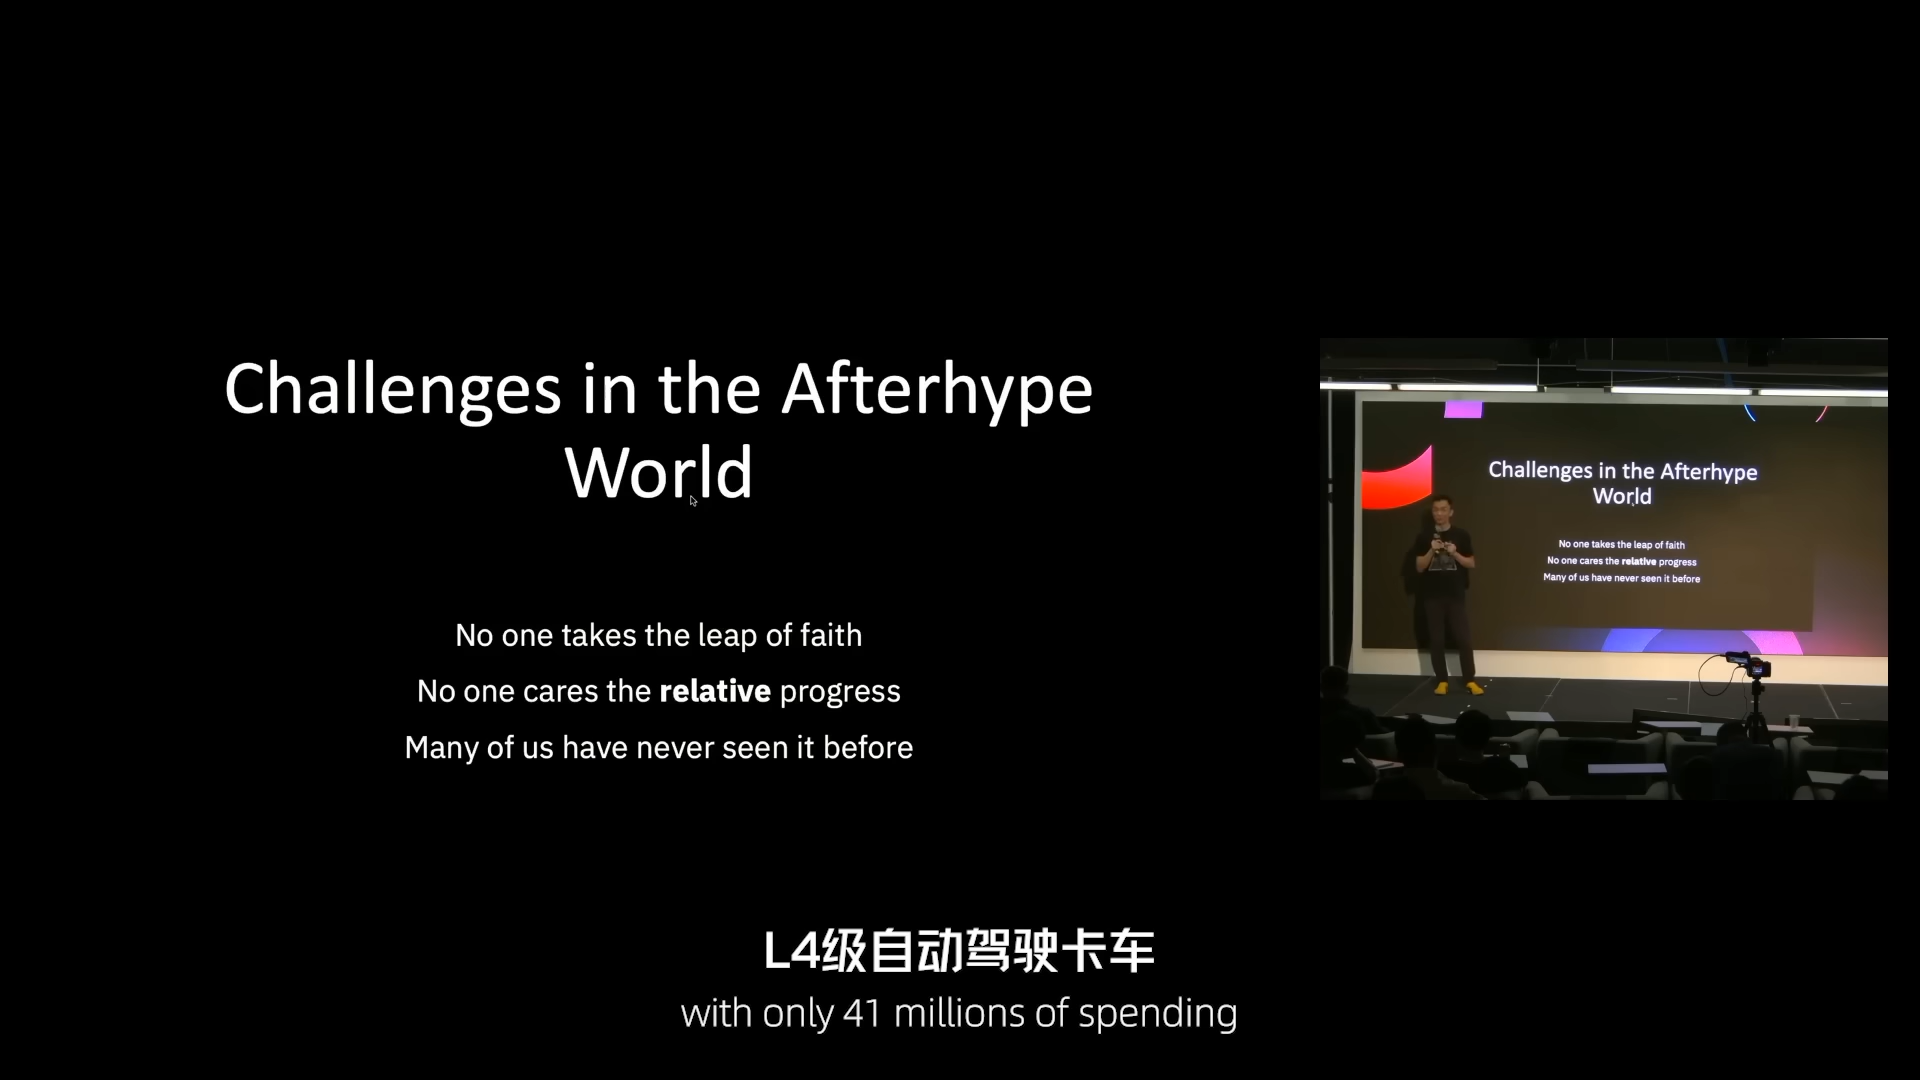 Challenges in the Afterhype
World
No one takes the leap of faith
No one cares the relative progress
Many of us have never seen it before
Challenges in the Afterhype
World
No one takes the leap of faith
No one cares the relative progress
Many of us have never seen it before
L4级自动驾驶卡车
with only 41 millions of spending